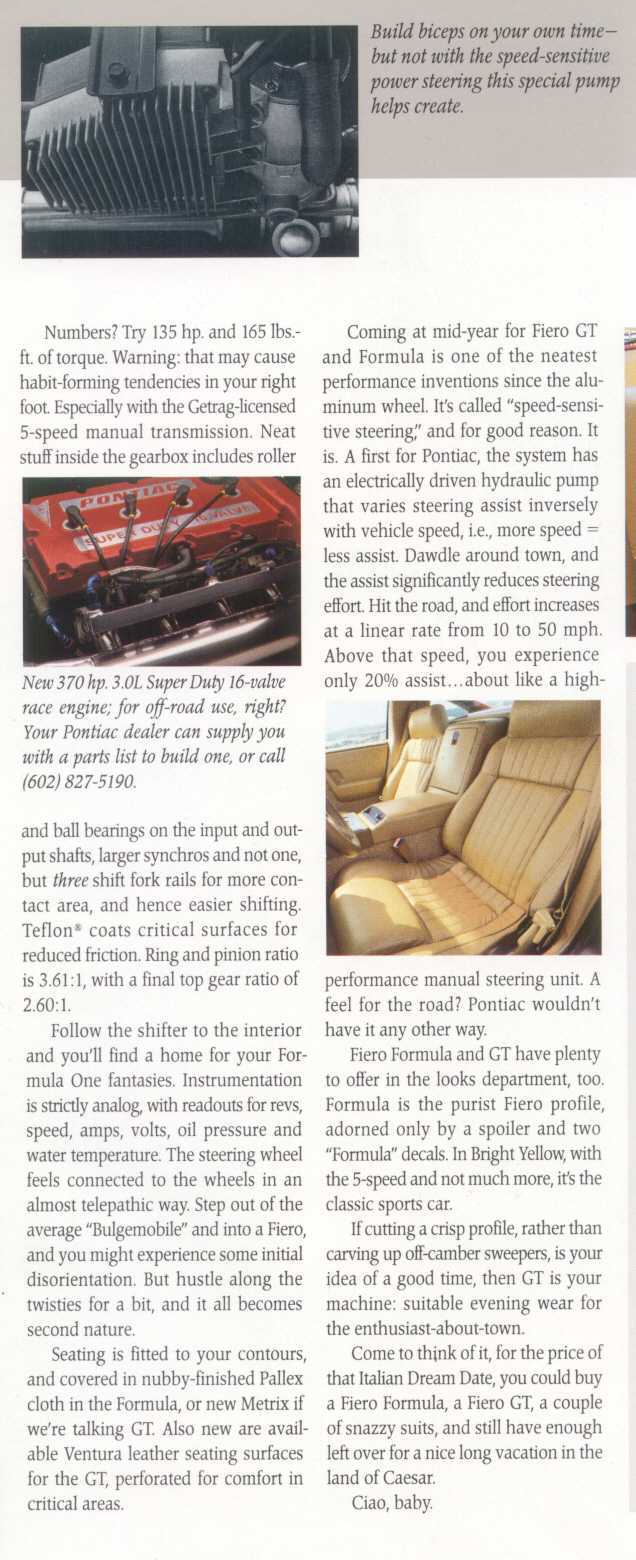 Build biceps on your own time—
but not with the speed-sensitive
power steering this special pump
helps create.
Numbers? Try 135 hp. and 165 lbs.-
ft. of torque. Warning: that may cause
habit-forming tendencies in your right
foot. Especially with the Getrag-licensed
5-speed manual transmission. Neat
stuff inside the gearbox includes roller
PONTIAC
SUPER DUTY 16 VALVE
New 370 hp. 3.0L Super Duty 16-valve
race engine; for off-road use, right?
Your Pontiac dealer can supply you
with a parts list to build one, or call
(602) 827-5190.
and ball bearings on the input and out-
put shafts, larger synchros and not one,
but three shift fork rails for more con-
tact area, and hence easier shifting.
Teflon® coats critical surfaces for
reduced friction. Ring and pinion ratio
is 3.61:1, with a final top gear ratio of
2.60:1.
Follow the shifter to the interior
and you'll find a home for your For-
mula One fantasies. Instrumentation
is strictly analog, with readouts for revs,
speed, amps, volts, oil pressure and
water temperature. The steering wheel
feels connected to the wheels in an
almost telepathic way. Step out of the
average "Bulgemobile" and into a Fiero,
and you might experience some initial
disorientation. But hustle along the
twisties for a bit, and it all becomes
second nature.
Seating is fitted to your contours,
and covered in nubby-finished Pallex
cloth in the Formula, or new Metrix if
we're talking GT. Also new are avail-
able Ventura leather seating surfaces
for the GT, perforated for comfort in
critical areas.
Coming at mid-year for Fiero GT
and Formula is one of the neatest
performance inventions since the alu-
minum wheel. It's called "speed-sensi-
tive steering," and for good reason. It
is. A first for Pontiac, the system has
an electrically driven hydraulic pump
that varies steering assist inversely
with vehicle speed, i.e., more speed =
less assist. Dawdle around town, and
the assist significantly reduces steering
effort. Hit the road, and effort increases
at a linear rate from 10 to 50 mph.
Above that speed, you experience
only 20% assist...about like a high-
performance manual steering unit. A
feel for the road? Pontiac wouldn't
have it any other way.
Fiero Formula and GT have plenty
to offer in the looks department, too.
Formula is the purist Fiero profile,
adorned only by a spoiler and two
"Formula" decals. In Bright Yellow, with
the 5-speed and not much more, it's the
classic sports car.
If cutting a crisp profile, rather than
carving up off-camber sweepers, is your
idea of a good time, then GT is your
machine: suitable evening wear for
the enthusiast-about-town.
Come to think of it, for the price of
that Italian Dream Date, you could buy
a Fiero Formula, a Fiero GT, a couple
of snazzy suits, and still have enough
left over for a nice long vacation in the
land of Caesar.
Ciao, baby.